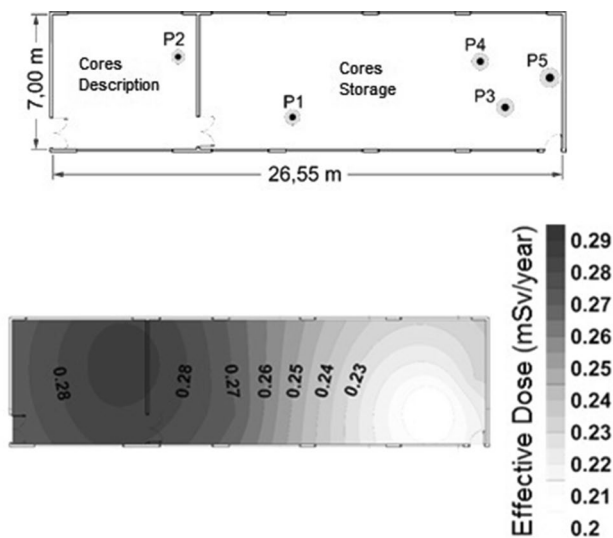 P2
P4
P5
Cores
Description
Cores
Storage
P1
P3
7,00 m
26,55 m
0.28
0.28
0.27
0.26
0.25
0.24
0.23
Effective Dose (mSv/year)
0.29
0.28
0.27
0.26
0.25
0.24
0.23
0.22
0.21
0.2